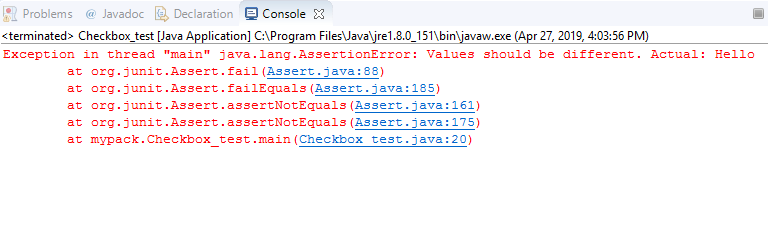 Problems @ Javadoc Declaration Console
<terminated> Checkbox_test [Java Application] C:\Program Files\Java\jre1.8.0_151\bin\javaw.exe (Apr 27, 2019, 4:03:56 PM)
Exception in thread "main" java.lang.AssertionError: Values should be different. Actual: Hello
at org.junit.Assert.fail(Assert.java:88)
at org.junit.Assert.failEquals(Assert.java:185)
at org.junit.Assert.assertNotEquals(Assert.java:161)
at org.junit.Assert.assertNotEquals(Assert.java:175)
at mypack.Checkbox_test.main(Checkbox_test.java:20)